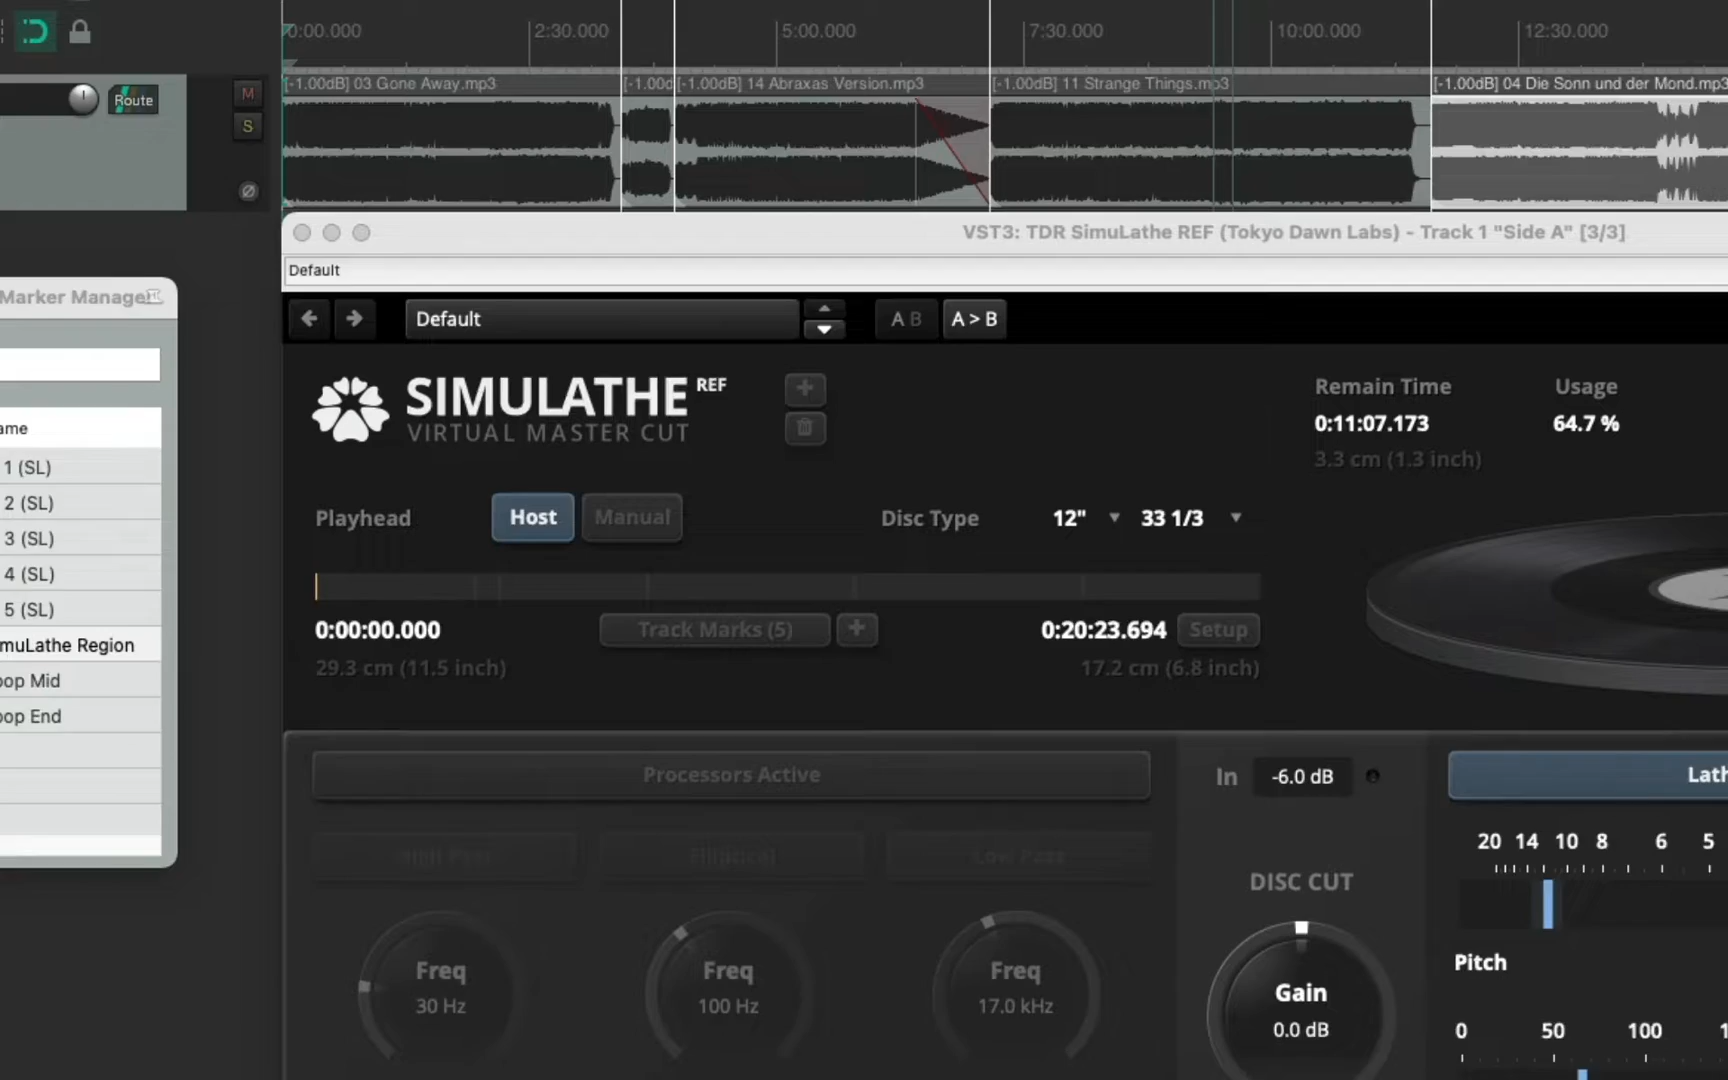 0:00.000
2:30.000
5:00.000
7:30.000
10:00.000
12:30.000
Route
M
S
[-1.00dB] 03 Gone Away.mp3
[-1.00d
[-1.00dB] 14 Abraxas Version.mp3
[-1.00dB] 11 Strange Things.mp3
[-1.00dB] 04 Die Sonn und der Mond.mp3
VST3: TDR SimuLathe REF (Tokyo Dawn Labs) - Track 1 "Side A" [3/3]
Default
Marker Manager
ame
1 (SL)
2 (SL)
3 (SL)
4 (SL)
5 (SL)
muLathe Region
oop Mid
oop End
Default
A B
A > B
SIMULATHE REF
VIRTUAL MASTER CUT
Remain Time
Usage
0:11:07.173
64.7 %
3.3 cm (1.3 inch)
Playhead
Host
Manual
Disc Type
12"
33 1/3
0:00:00.000
Track Marks (5)
+
0:20:23.694
Setup
29.3 cm (11.5 inch)
17.2 cm (6.8 inch)
Processors Active
In
-6.0 dB
Lath
Elliptical
Low Pass
20 14 10 8 6 5
DISC CUT
Freq
30 Hz
Freq
100 Hz
Freq
17.0 kHz
Gain
0.0 dB
Pitch
0 50 100 1